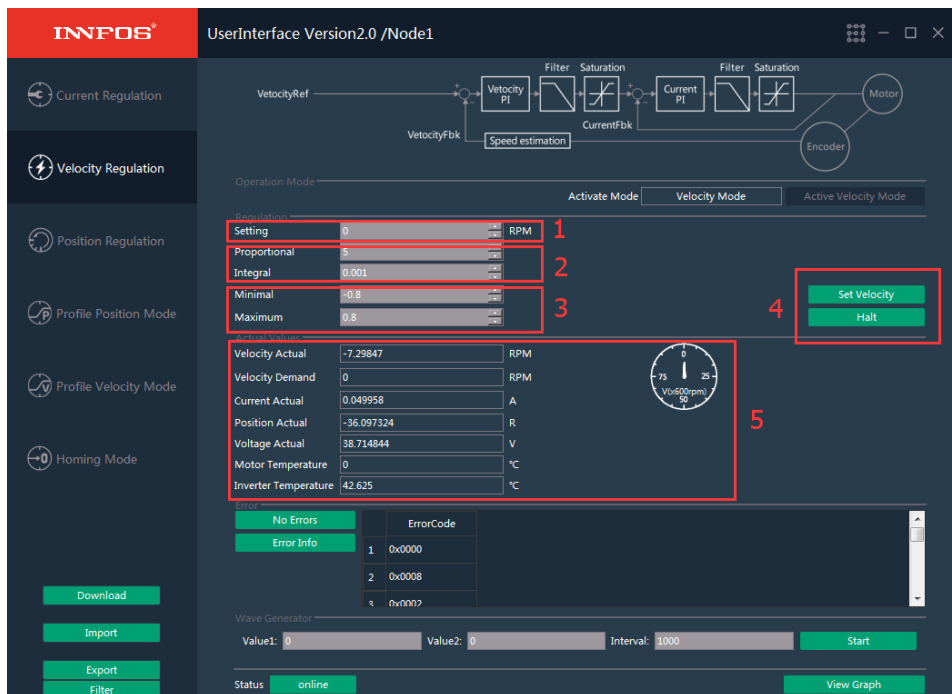 INNFOS®
UserInterface Version2.0 /Node1
Current Regulation
Velocity Regulation
Position Regulation
Profile Position Mode
Profile Velocity Mode
Homing Mode
Download
Import
Export
Filter
Filter Saturation Filter Saturation
VetocityRef
Vetocity
PI
Current
PI
Motor
CurrentFbk
VetocityFbk
Speed estimation
Encoder
Operation Mode
Activate Mode Velocity Mode Active Velocity Mode
Regulation
Setting 0 RPM 1
Proportional 5
Integral 0.001
2
Minimal -0.8
Maximum 0.8
3
4
Set Velocity
Halt
Actual Values
Velocity Actual -7.29847 RPM
Velocity Demand 0 RPM
Current Actual 0.049958 A
Position Actual -36.097324 R
Voltage Actual 38.714844 V
Motor Temperature 0 °C
Inverter Temperature 42.625 °C
0
75 25
V(x600rpm)
50
5
Error
No Errors
Error Info
ErrorCode
1 0x0000
2 0x0008
3 0x0002
Wave Generator
Value1: 0 Value2: 0 Interval: 1000 Start
Status online View Graph